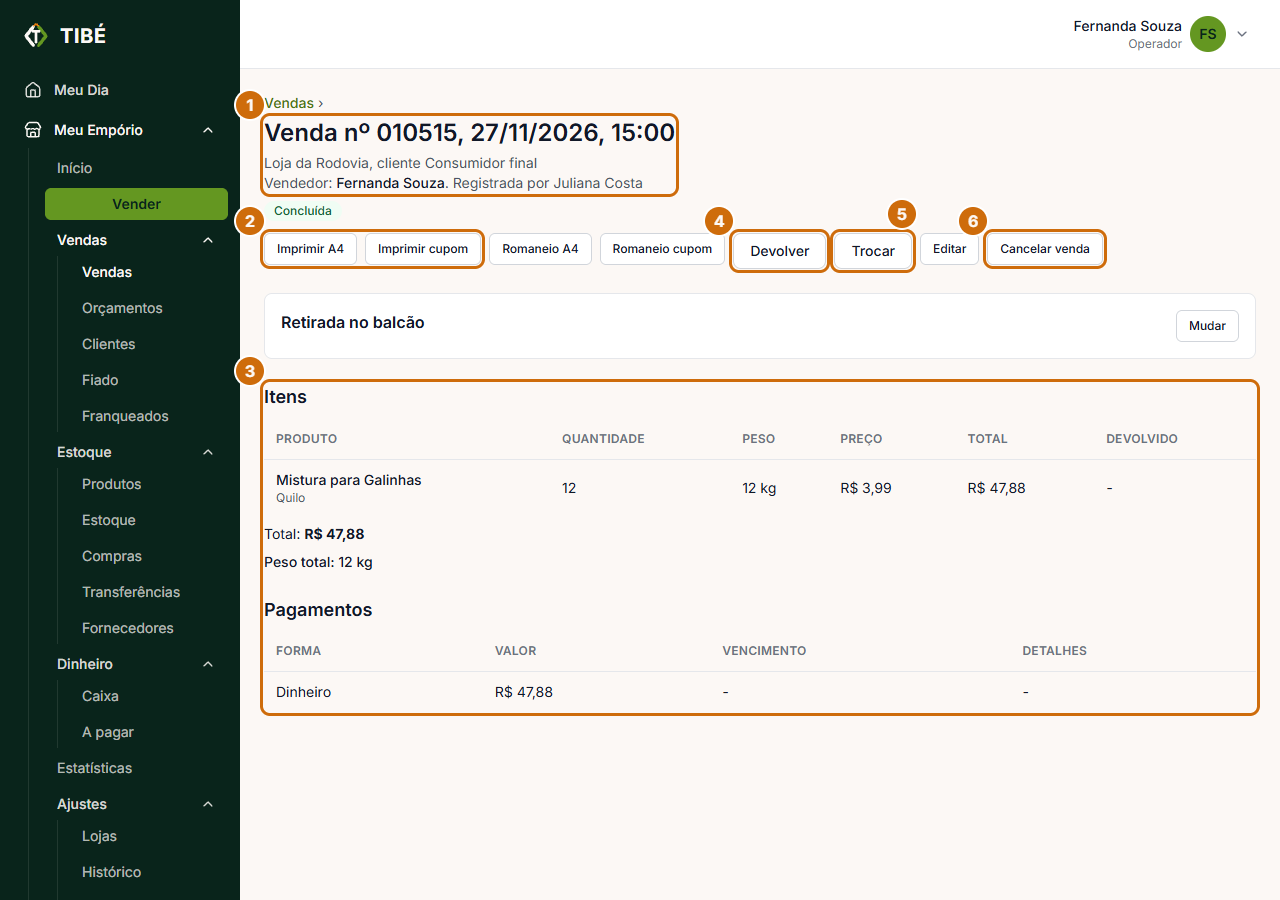 TIBÉ
Fernanda Souza
Operador
FS
Meu Dia
Meu Empório
Início
Vender
Vendas
Vendas
Orçamentos
Clientes
Fiado
Franqueados
Estoque
Produtos
Estoque
Compras
Transferências
Fornecedores
Dinheiro
Caixa
A pagar
Estatísticas
Ajustes
Lojas
Histórico
1
Vendas ›
Venda nº 010515, 27/11/2026, 15:00
Loja da Rodovia, cliente Consumidor final
Vendedor: Fernanda Souza. Registrada por Juliana Costa
Concluída
2
4
5
6
Imprimir A4
Imprimir cupom
Romaneio A4
Romaneio cupom
Devolver
Trocar
Editar
Cancelar venda
Retirada no balcão
Mudar
3
Itens
PRODUTO QUANTIDADE PESO PREÇO TOTAL DEVOLVIDO
Mistura para Galinhas 12 12 kg R$ 3,99 R$ 47,88 -
Quilo
Total: R$ 47,88
Peso total: 12 kg
Pagamentos
FORMA VALOR VENCIMENTO DETALHES
Dinheiro R$ 47,88 - -